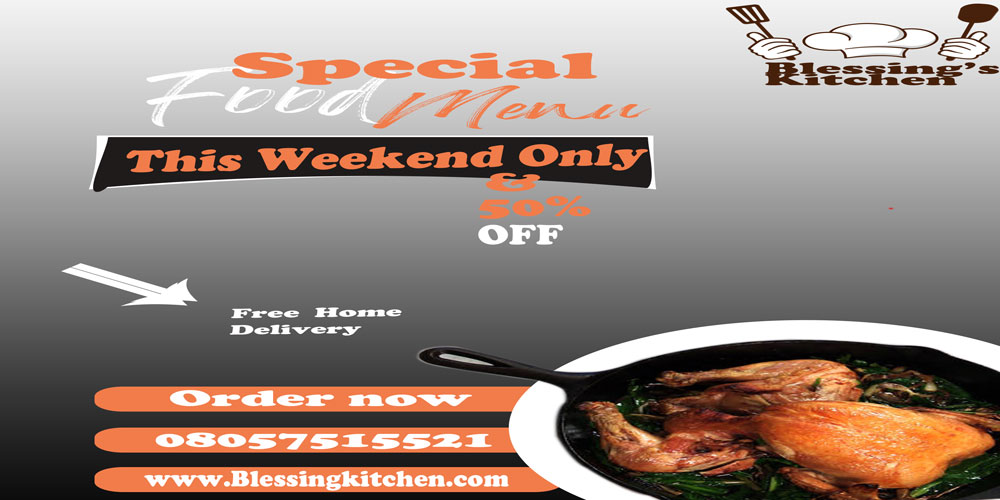 Blessing's
Kitchen
Special
Food Menu
This Weekend Only
&
50%
OFF
Free Home
Delivery
Order now
08057515521
www.Blessingkitchen.com